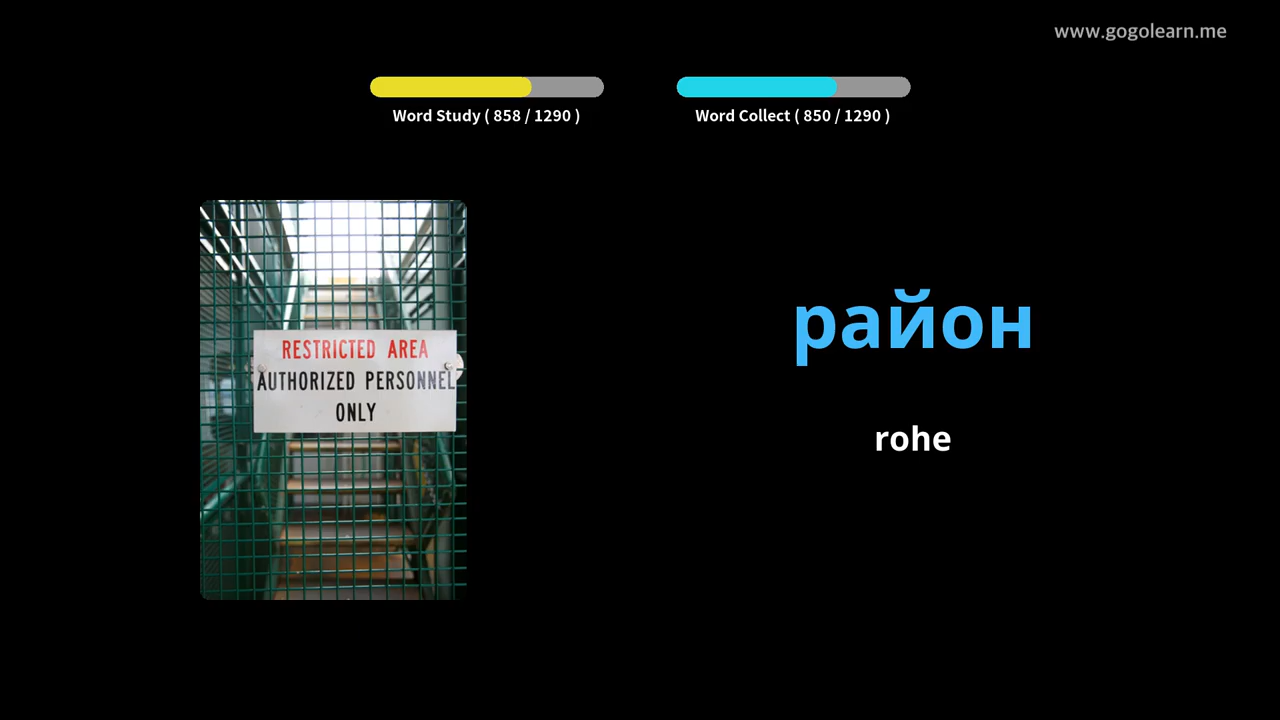 www.gogolearn.me
Word Study ( 858 / 1290 )
Word Collect ( 850 / 1290 )
RESTRICTED AREA
AUTHORIZED PERSONNEL
ONLY
район
rohe